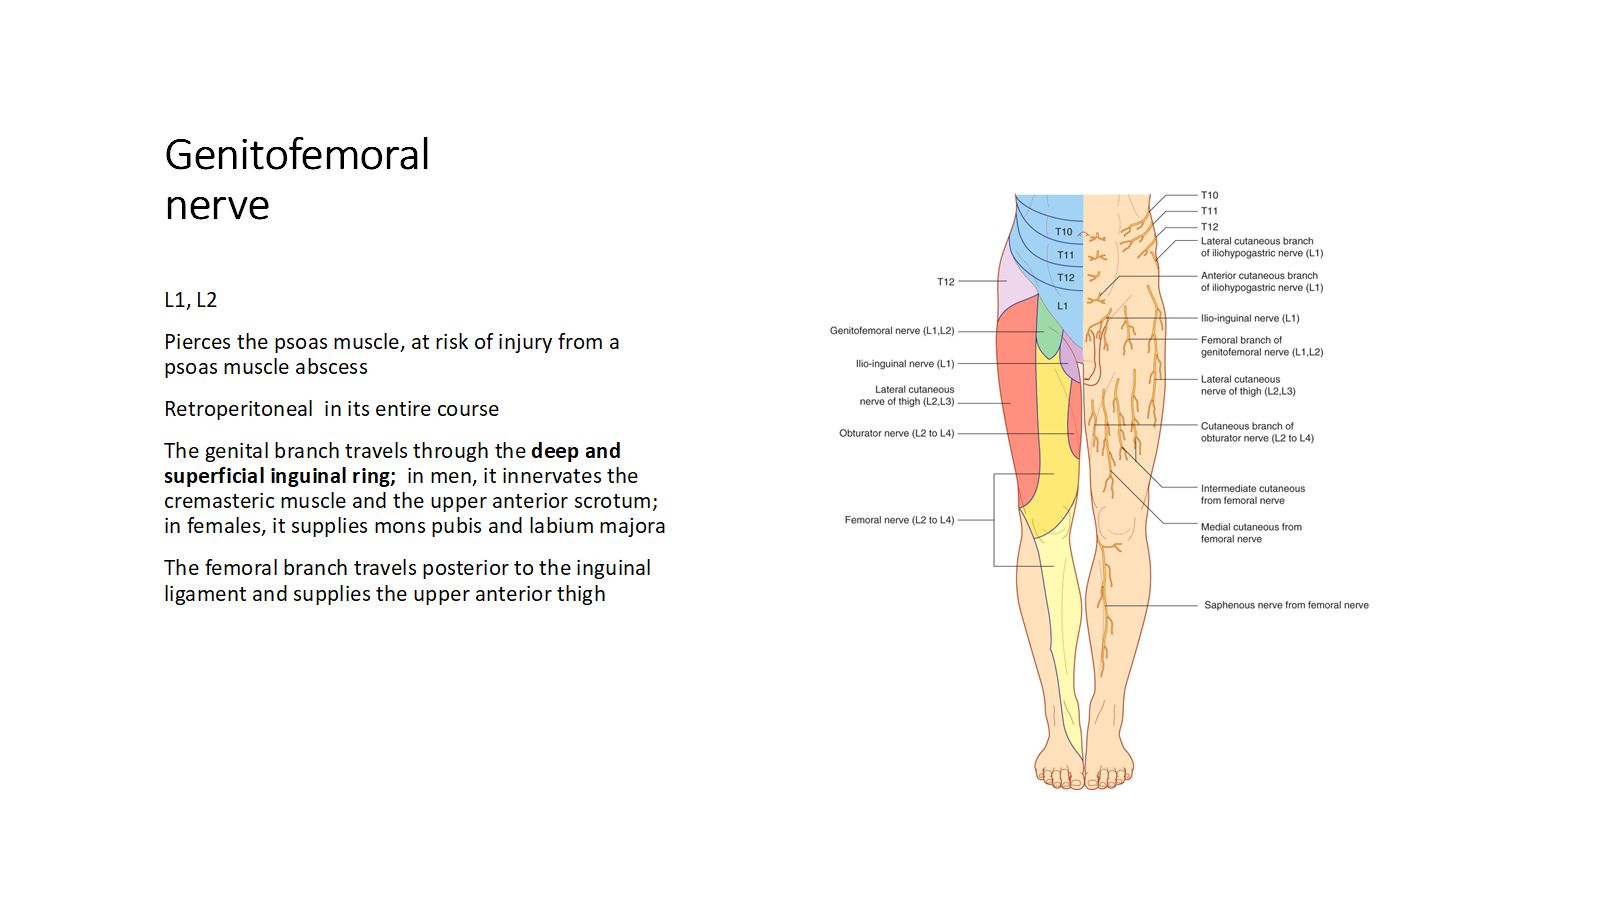 Genitofemoral
nerve
L1, L2
Pierces the psoas muscle, at risk of injury from a
psoas muscle abscess
Retroperitoneal  in its entire course
The genital branch travels through the deep and
superficial inguinal ring;  in men, it innervates the
cremasteric muscle and the upper anterior scrotum;
in females, it supplies mons pubis and labium majora
The femoral branch travels posterior to the inguinal
ligament and supplies the upper anterior thigh
T12
Genitofemoral nerve (L1,L2)
Ilio-inguinal nerve (L1)
Lateral cutaneous
nerve of thigh (L2,L3)
Obturator nerve (L2 to L4)
Femoral nerve (L2 to L4)
T10
T11
T12
L1
T10
T11
T12
Lateral cutaneous branch
of iliohypogastric nerve (L1)
Anterior cutaneous branch
of iliohypogastric nerve (L1)
Ilio-inguinal nerve (L1)
Femoral branch of
genitofemoral nerve (L1,L2)
Lateral cutaneous
nerve of thigh (L2,L3)
Cutaneous branch of
obturator nerve (L2 to L4)
Intermediate cutaneous
from femoral nerve
Medial cutaneous from
femoral nerve
Saphenous nerve from femoral nerve